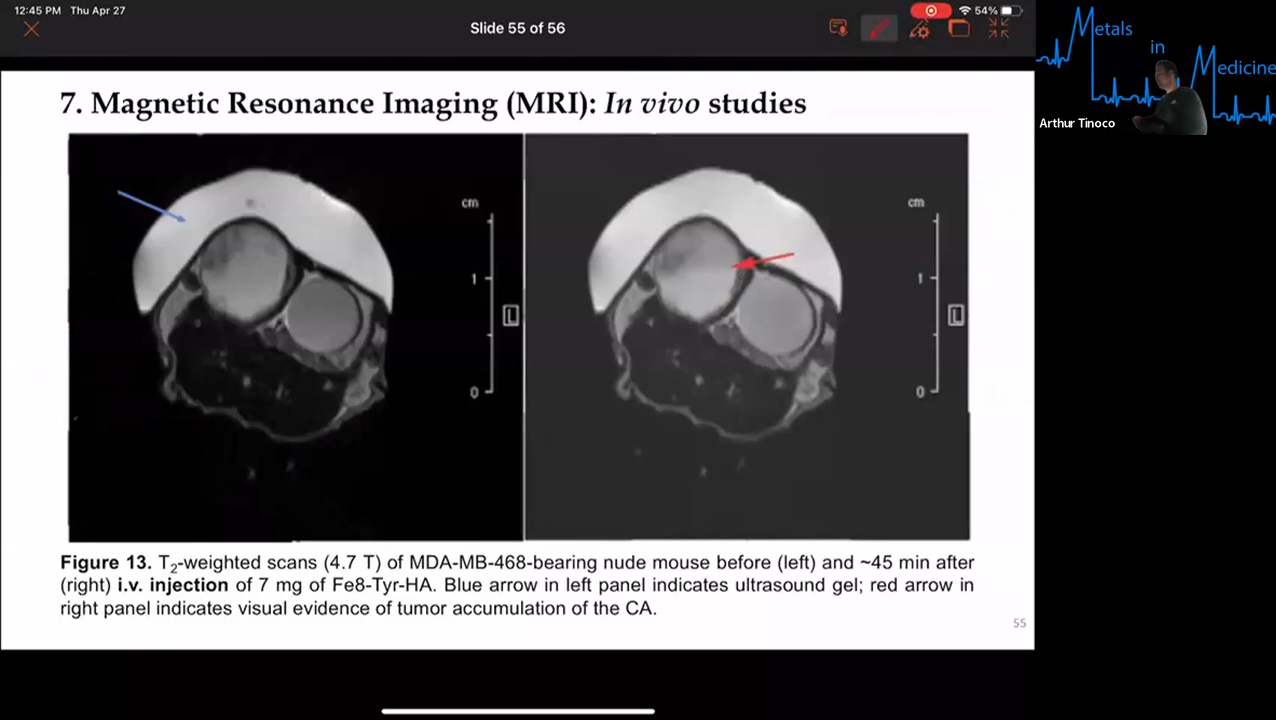 12:45 PM Thu Apr 27
54%
Slide 55 of 56
Metals
in
Medicine
Arthur Tinoco
7. Magnetic Resonance Imaging (MRI): In vivo studies
cm
1
0
L
cm
1
0
L
Figure 13. T₂-weighted scans (4.7 T) of MDA-MB-468-bearing nude mouse before (left) and ~45 min after
(right) i.v. injection of 7 mg of Fe8-Tyr-HA. Blue arrow in left panel indicates ultrasound gel; red arrow in
right panel indicates visual evidence of tumor accumulation of the CA.
55